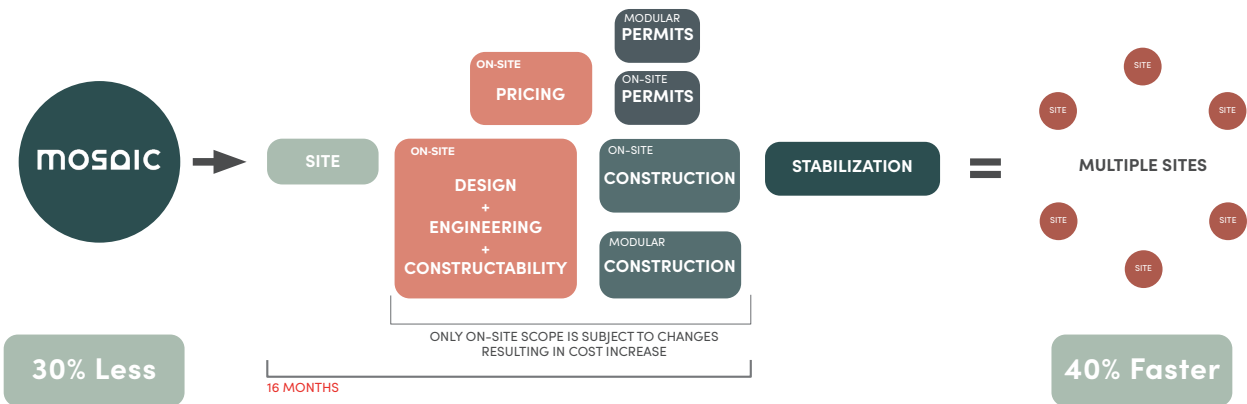 mosaic
SITE
ON-SITE
PRICING
ON-SITE
DESIGN
+
ENGINEERING
+
CONSTRUCTABILITY
MODULAR
PERMITS
ON-SITE
PERMITS
ON-SITE
CONSTRUCTION
MODULAR
CONSTRUCTION
STABILIZATION
=
SITE
SITE
SITE
MULTIPLE SITES
SITE
SITE
SITE
ONLY ON-SITE SCOPE IS SUBJECT TO CHANGES
RESULTING IN COST INCREASE
16 MONTHS
30% Less
40% Faster